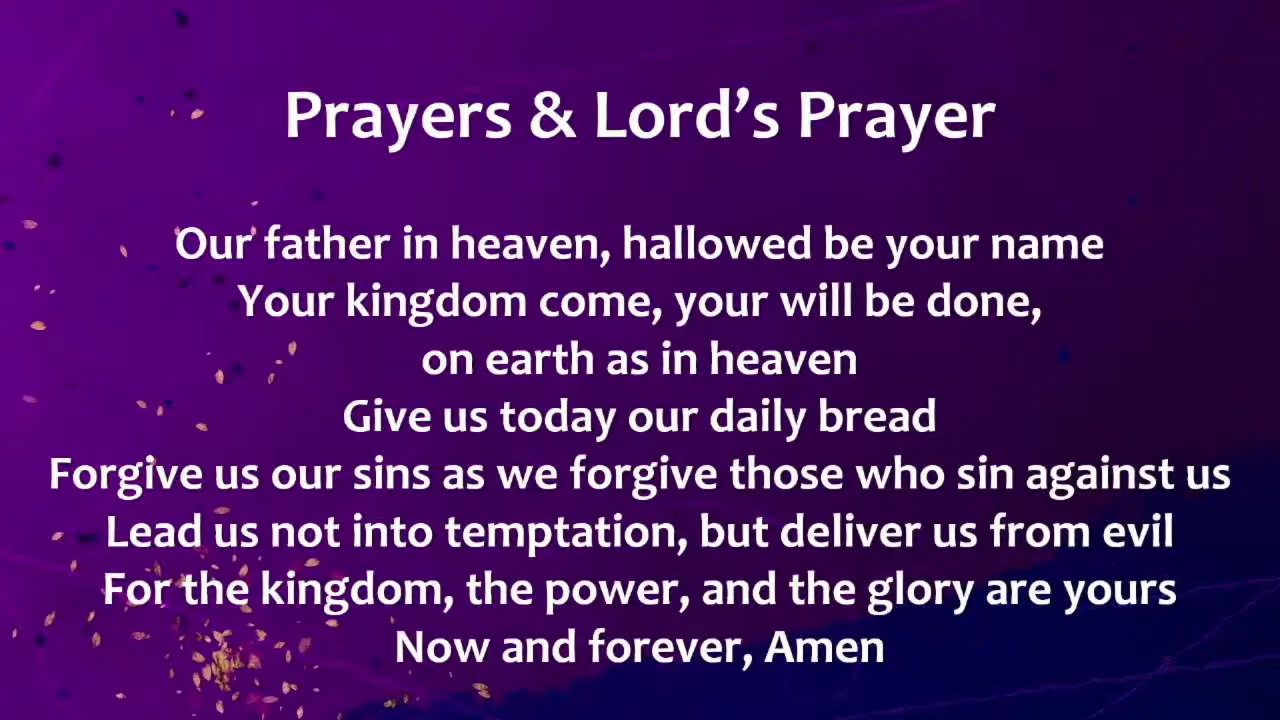 Prayers & Lord’s Prayer
Our father in heaven, hallowed be your name
Your kingdom come, your will be done,
on earth as in heaven
Give us today our daily bread
Forgive us our sins as we forgive those who sin against us
Lead us not into temptation, but deliver us from evil
For the kingdom, the power, and the glory are yours
Now and forever, Amen